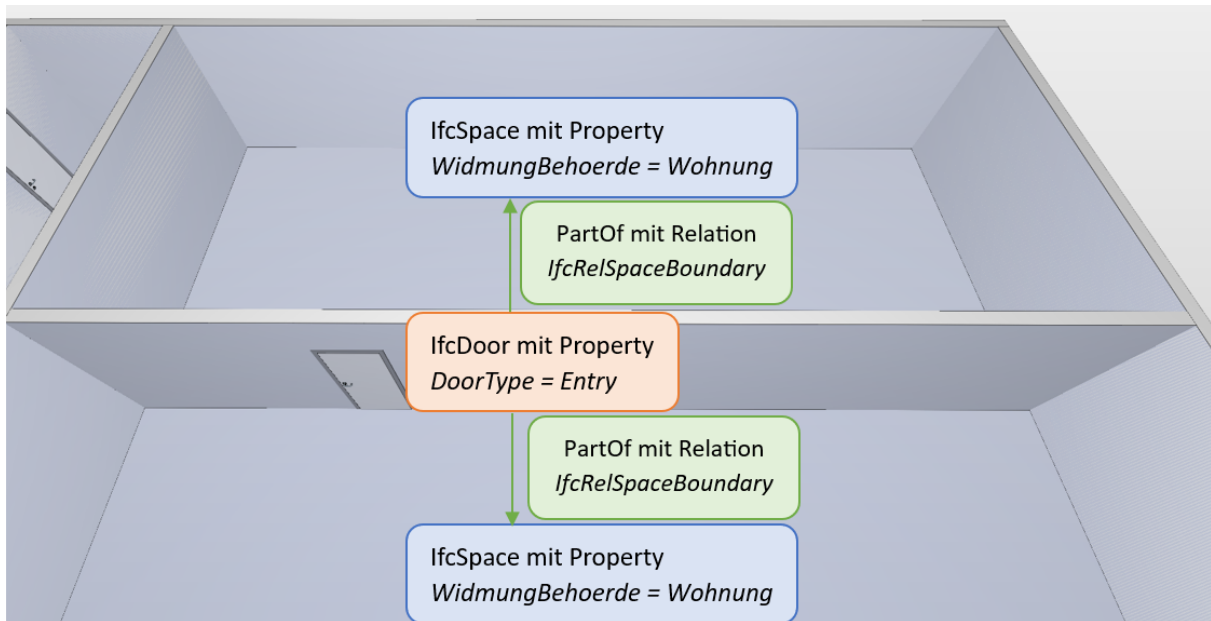 IfcSpace mit Property
WidmungBehoerde = Wohnung
PartOf mit Relation
IfcRelSpaceBoundary
IfcDoor mit Property
DoorType = Entry
PartOf mit Relation
IfcRelSpaceBoundary
IfcSpace mit Property
WidmungBehoerde = Wohnung